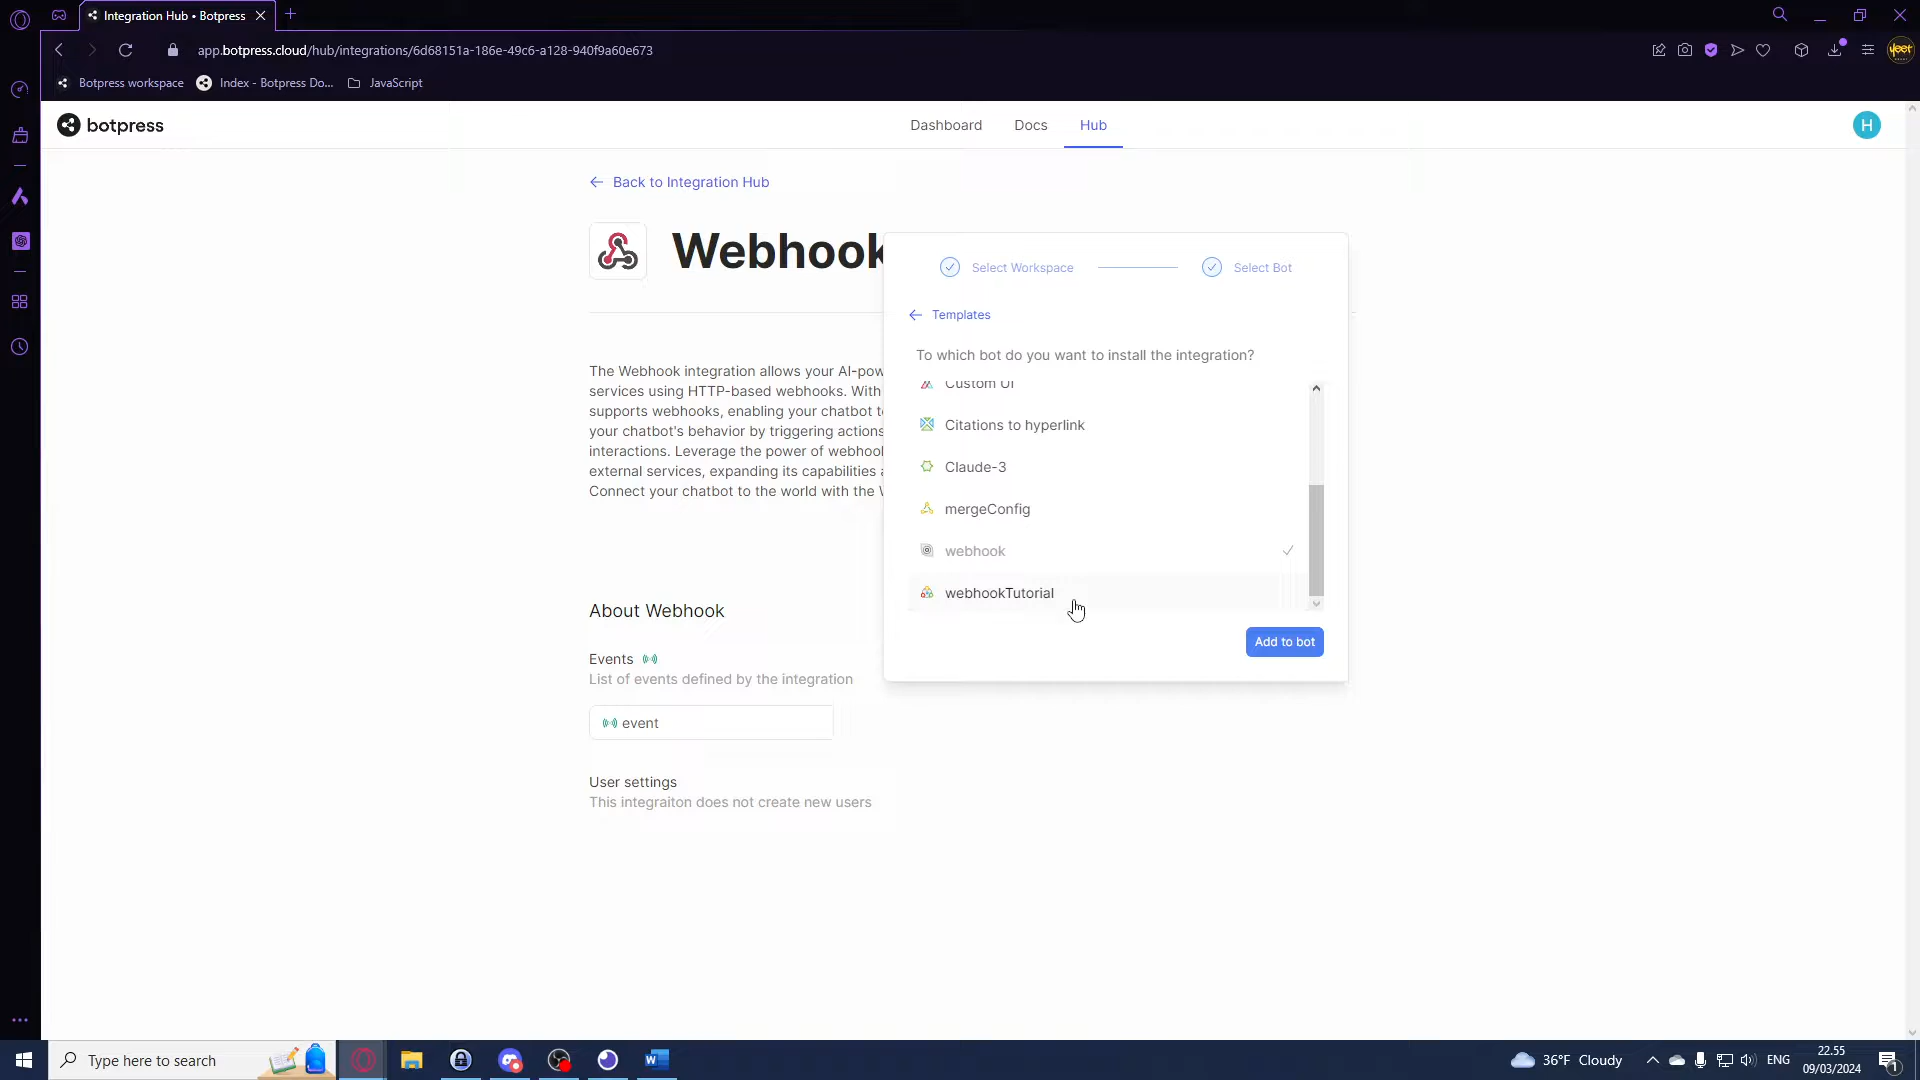 Integration Hub • Botpress
app.botpress.cloud/hub/integrations/6d68151a-186e-49c6-a128-940f9a60e673
yeet
Botpress workspace
Index - Botpress Do...
JavaScript
botpress
Dashboard
Docs
Hub
H
Back to Integration Hub
Webhook
Select Workspace
Select Bot
Templates
To which bot do you want to install the integration?
Custom UI
Citations to hyperlink
Claude-3
mergeConfig
webhook
webhookTutorial
Add to bot
The Webhook integration allows your AI-pow
services using HTTP-based webhooks. With
supports webhooks, enabling your chatbot t
your chatbot's behavior by triggering actions
interactions. Leverage the power of webhool
external services, expanding its capabilities
Connect your chatbot to the world with the
About Webhook
Events
List of events defined by the integration
event
User settings
This integraiton does not create new users
Type here to search
36°F Cloudy
ENG
22.55
09/03/2024
1